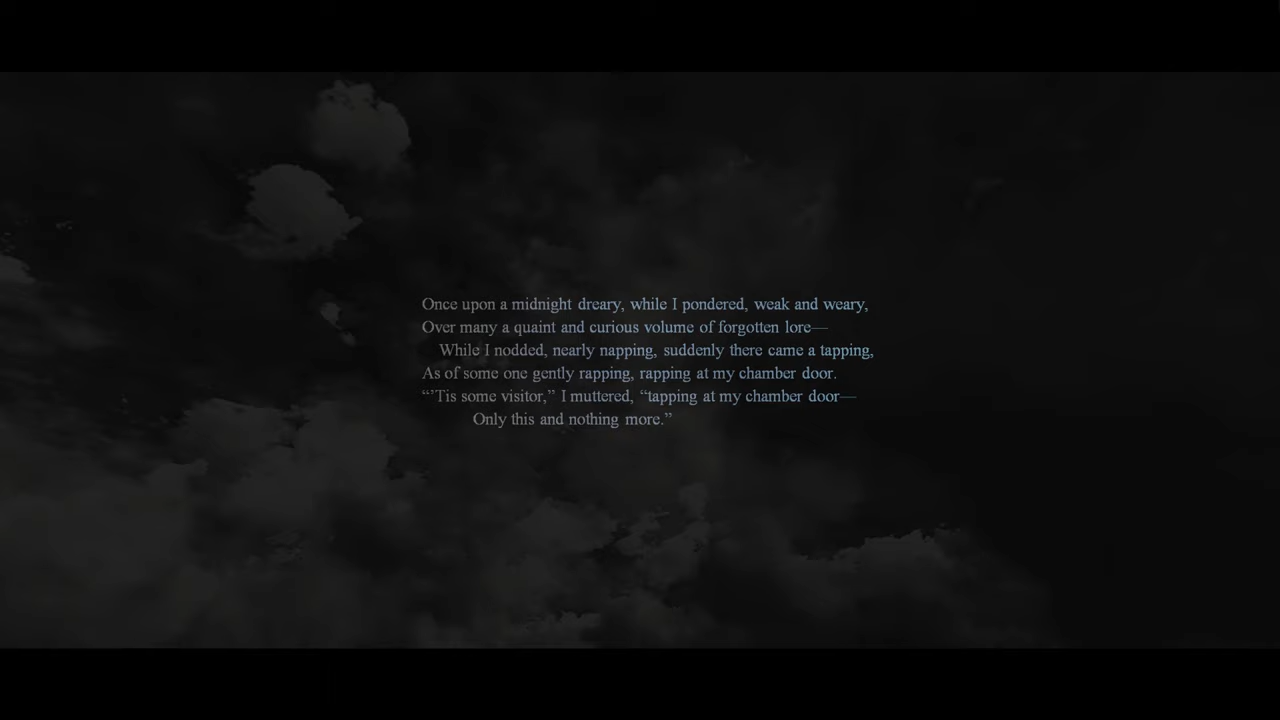 Once upon a midnight dreary, while I pondered, weak and weary,
Over many a quaint and curious volume of forgotten lore—
While I nodded, nearly napping, suddenly there came a tapping,
As of some one gently rapping, rapping at my chamber door.
“’Tis some visitor,” I muttered, “tapping at my chamber door—
Only this and nothing more.”